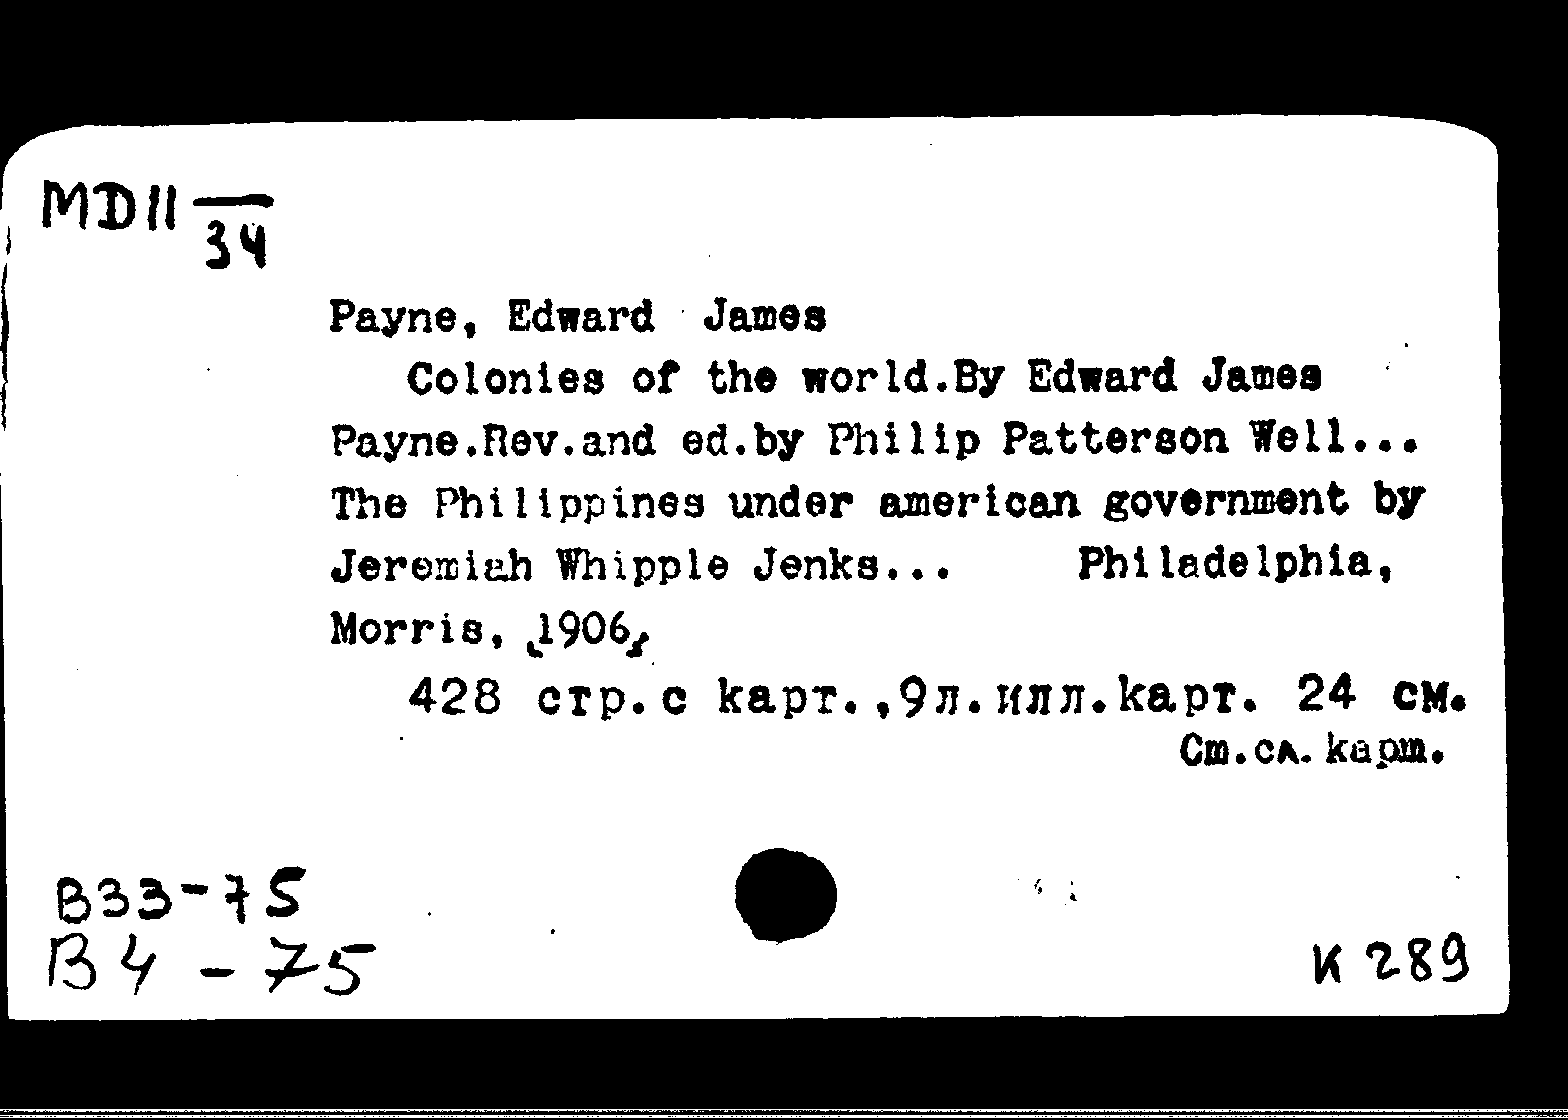 MD II —
34
Payne, Edward James
Colonies of the world.By Edward James
Payne.Rev.and ed.by Philip Patterson Well...
The Philippines under american government by
Jeremiah Whipple Jenks... Philadelphia,
Morris, [1906]
428 стр.с карт.,9л.илл.карт. 24 см.
См.сл.карт.
B33-75
B4-75
K 289